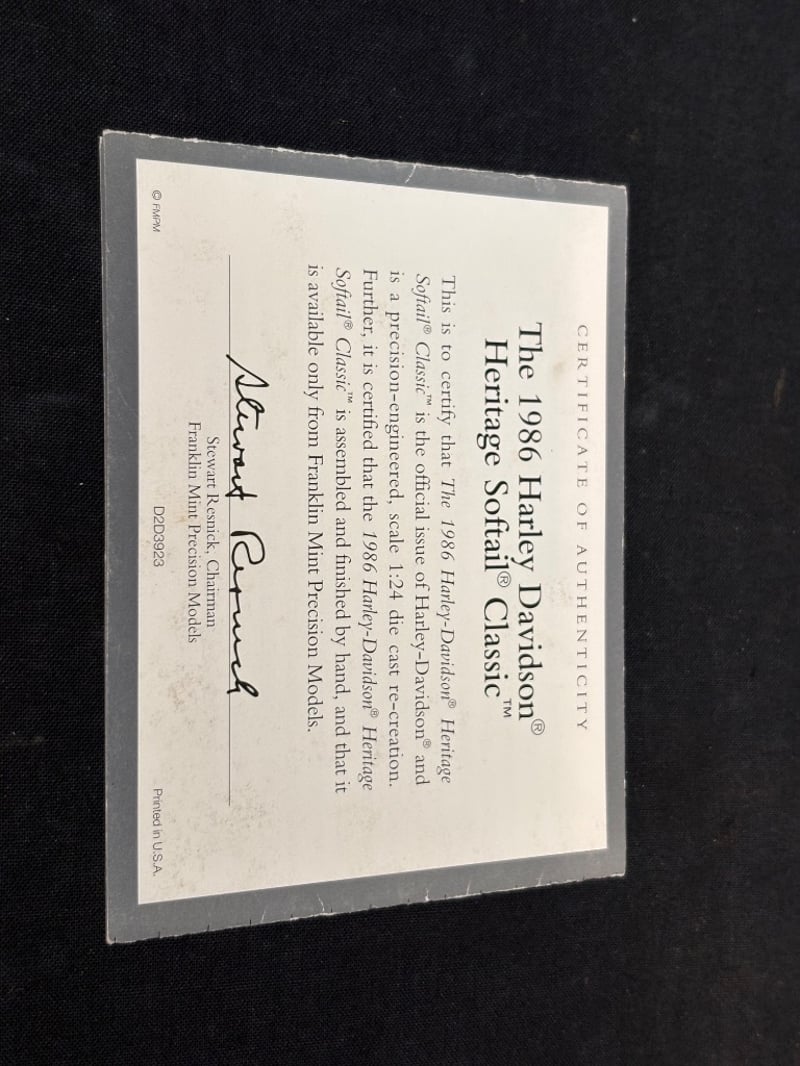 CERTIFICATE OF AUTHENTICITY
The 1986 Harley Davidson®
Heritage Softail® Classic™
This is to certify that The 1986 Harley-Davidson® Heritage
Softail® Classic™ is the official issue of Harley-Davidson® and
is a precision-engineered, scale 1:24 die cast re-creation.
Further, it is certified that the 1986 Harley-Davidson® Heritage
Softail® Classic™ is assembled and finished by hand, and that it
is available only from Franklin Mint Precision Models.
Stewart Resnick
Stewart Resnick, Chairman
Franklin Mint Precision Models
© FMPM
D2D3923
Printed in U.S.A.